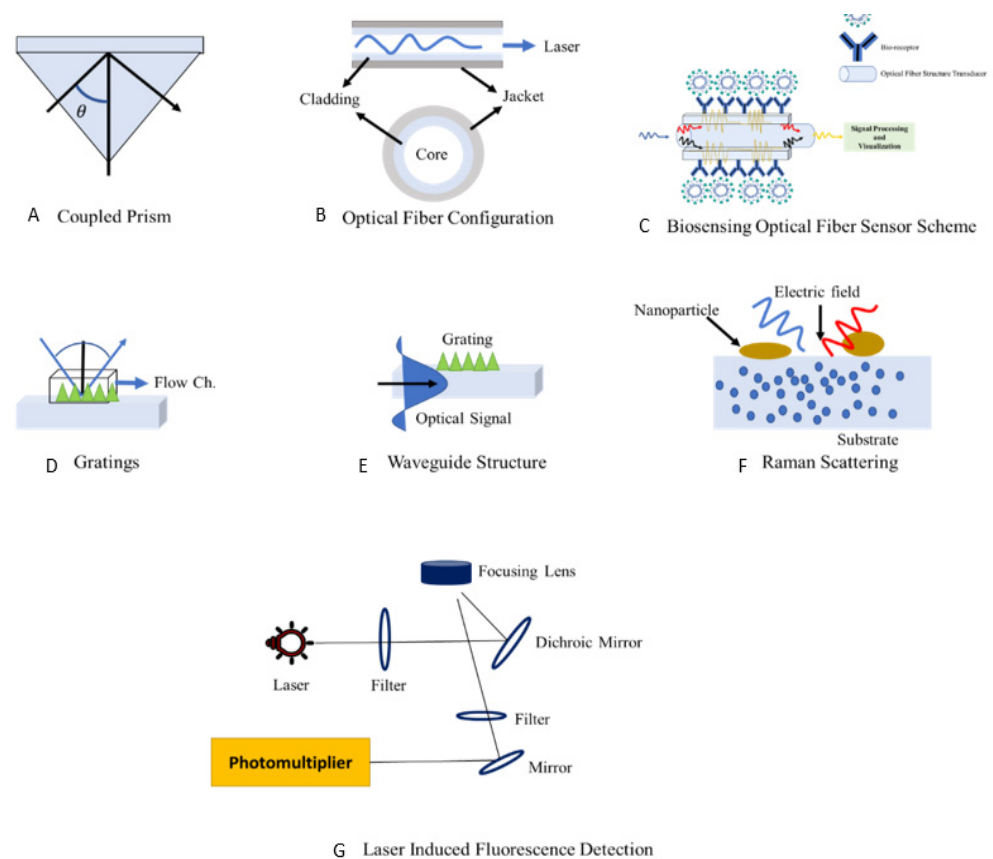 θ
A Coupled Prism
Laser
Cladding
Jacket
Core
B Optical Fiber Configuration
Bio-receptor
Optical Fiber Structure Transducer
Signal Processing
and
Visualization
C Biosensing Optical Fiber Sensor Scheme
Flow Ch.
D Gratings
Grating
Optical Signal
E Waveguide Structure
Electric field
Nanoparticle
Substrate
F Raman Scattering
Focusing Lens
Dichroic Mirror
Laser
Filter
Filter
Photomultiplier
Mirror
G Laser Induced Fluorescence Detection